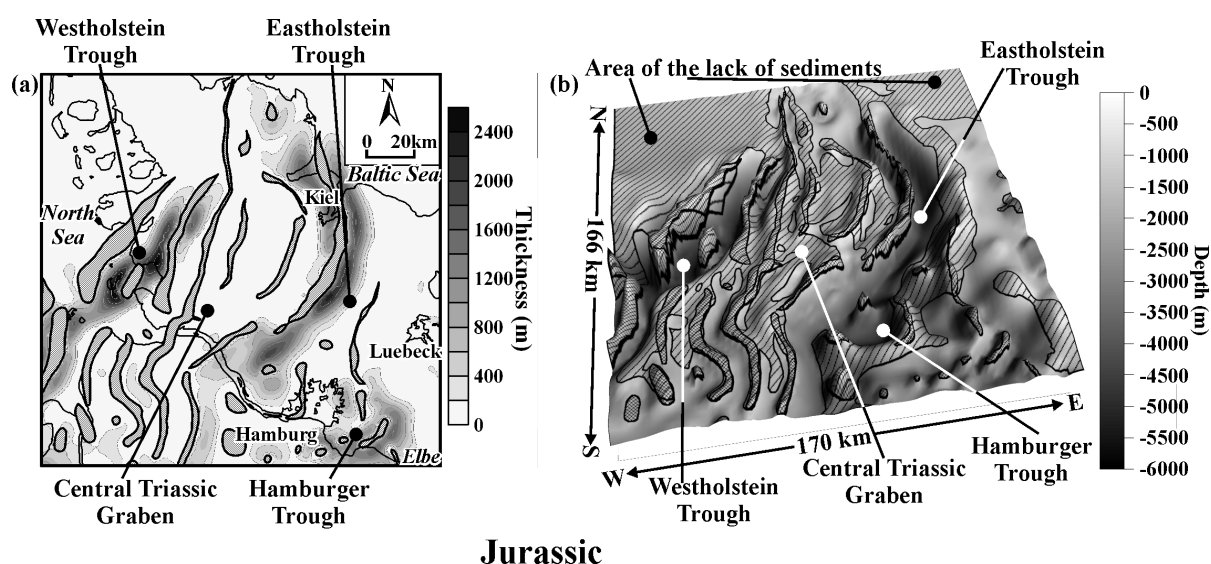 Westholstein
Trough
Eastholstein
Trough
(a)
N
0 20km
Baltic Sea
Kiel
North
Sea
Luebeck
Hamburg
Elbe
Central Triassic
Graben
Hamburger
Trough
2400
2000
1600
1200
800
400
0
Thickness (m)
(b)
Area of the lack of sediments
Eastholstein
Trough
N
166 km
S
W
170 km
E
Westholstein
Trough
Central Triassic
Graben
Hamburger
Trough
0
-500
-1000
-1500
-2000
-2500
-3000
-3500
-4000
-4500
-5000
-5500
-6000
Depth (m)
Jurassic